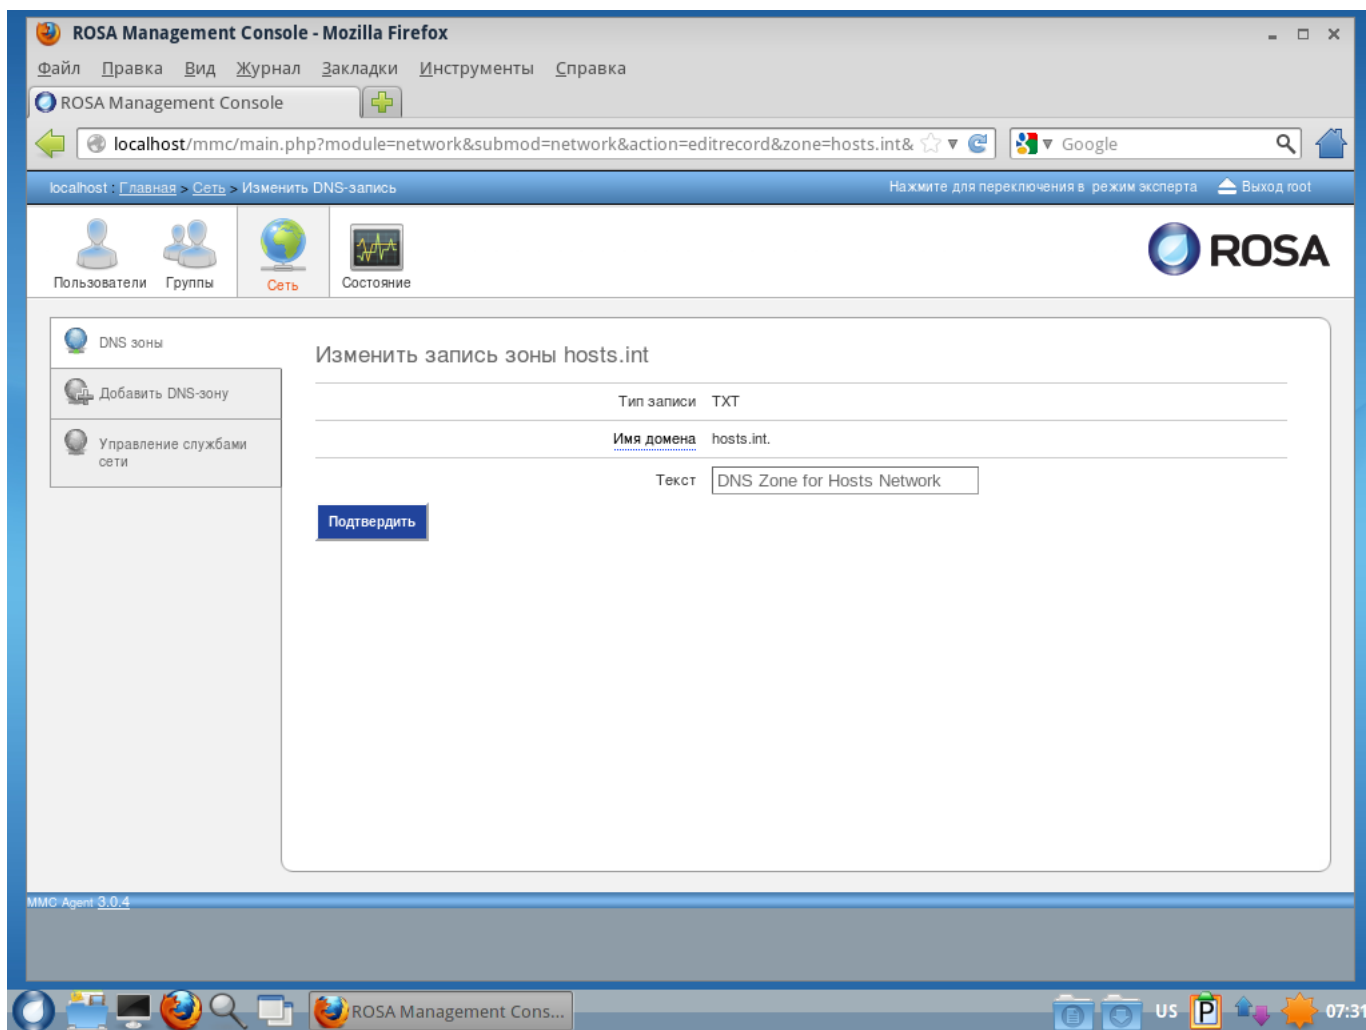 ROSA Management Console - Mozilla Firefox
Файл Правка Вид Журнал Закладки Инструменты Справка
ROSA Management Console
localhost/mmc/main.php?module=network&submod=network&action=editrecord&zone=hosts.int& Google
localhost : Главная > Сеть > Изменить DNS-запись Нажмите для переключения в режим эксперта Выход root
ROSA
Пользователи Группы Сеть Состояние
DNS зоны
Добавить DNS-зону
Управление службами
сети
Изменить запись зоны hosts.int
Тип записи TXT
Имя домена hosts.int.
Текст DNS Zone for Hosts Network
Подтвердить
MMC Agent 3.0.4
ROSA Management Cons... US P 07:31